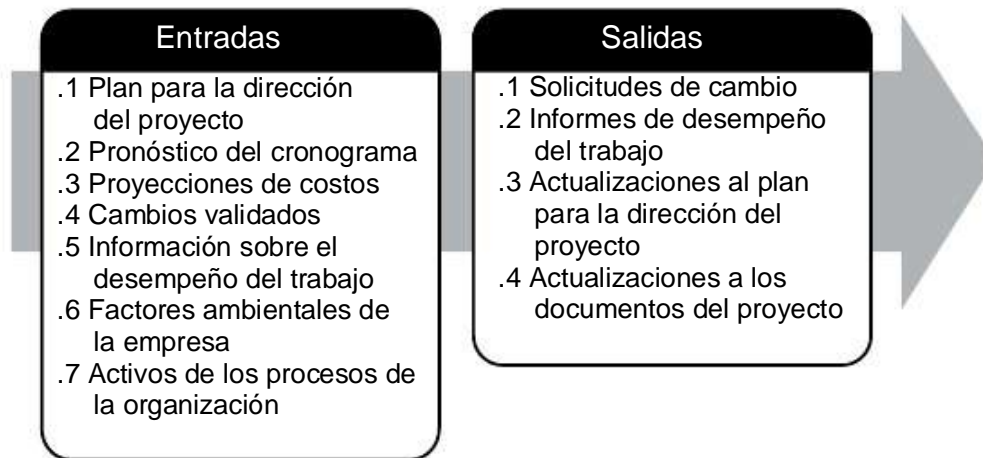 Entradas
.1 Plan para la dirección
del proyecto
.2 Pronóstico del cronograma
.3 Proyecciones de costos
.4 Cambios validados
.5 Información sobre el
desempeño del trabajo
.6 Factores ambientales de
la empresa
.7 Activos de los procesos de
la organización
Salidas
.1 Solicitudes de cambio
.2 Informes de desempeño
del trabajo
.3 Actualizaciones al plan
para la dirección del
proyecto
.4 Actualizaciones a los
documentos del proyecto